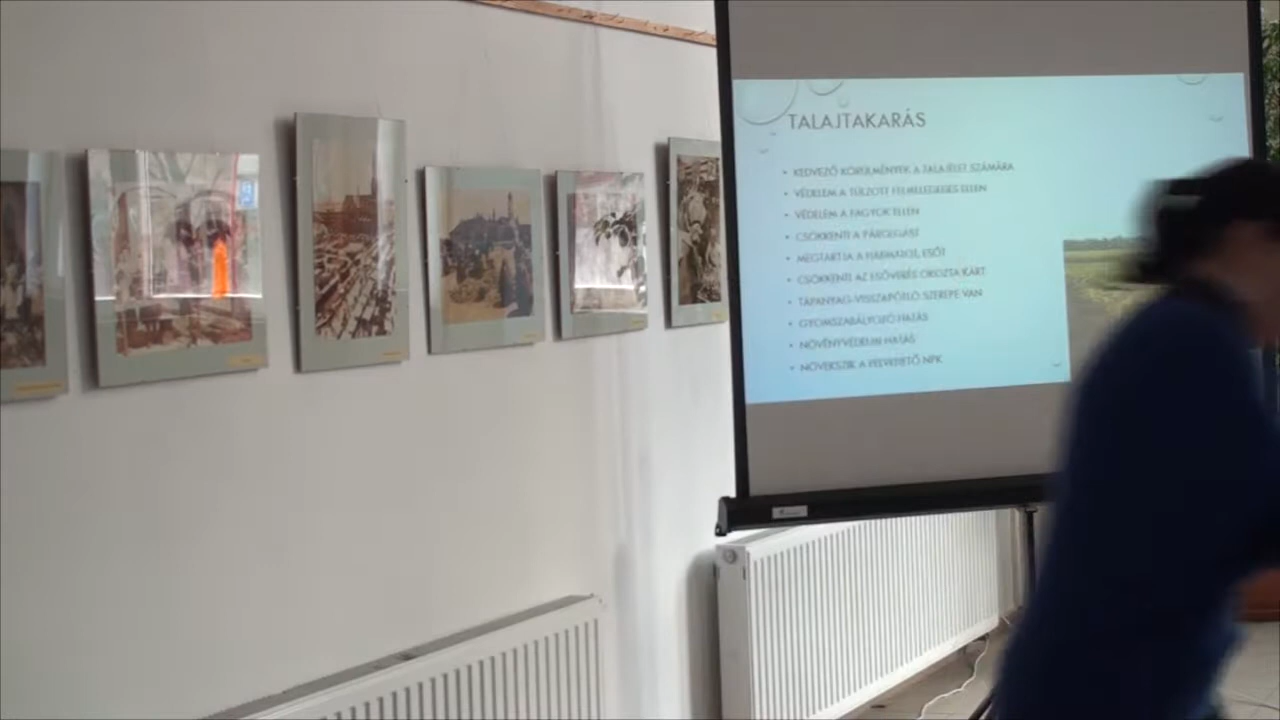 TALAJTAKARÁS
• KEDVEZŐ KÖRÜLMÉNYEK A TALAJÉLET SZÁMÁRA
• VÉDELEM A TÚLZOTT FELMELEGEDÉS ELLEN
• VÉDELEM A FAGYOK ELLEN
• CSÖKKENTI A PÁROLGÁST
• MEGTARTJA A HARMATOT, ESŐT
• CSÖKKENTI AZ ESŐVERÉS OKOZTA KÁRT
• TÁPANYAG-VISSZAPÓTLÓ SZEREPE VAN
• GYOMSZABÁLYOZÓ HATÁS
• NÖVÉNYVÉDELMI HATÁS
• NÖVEKSZIK A FELVEHETŐ NPK